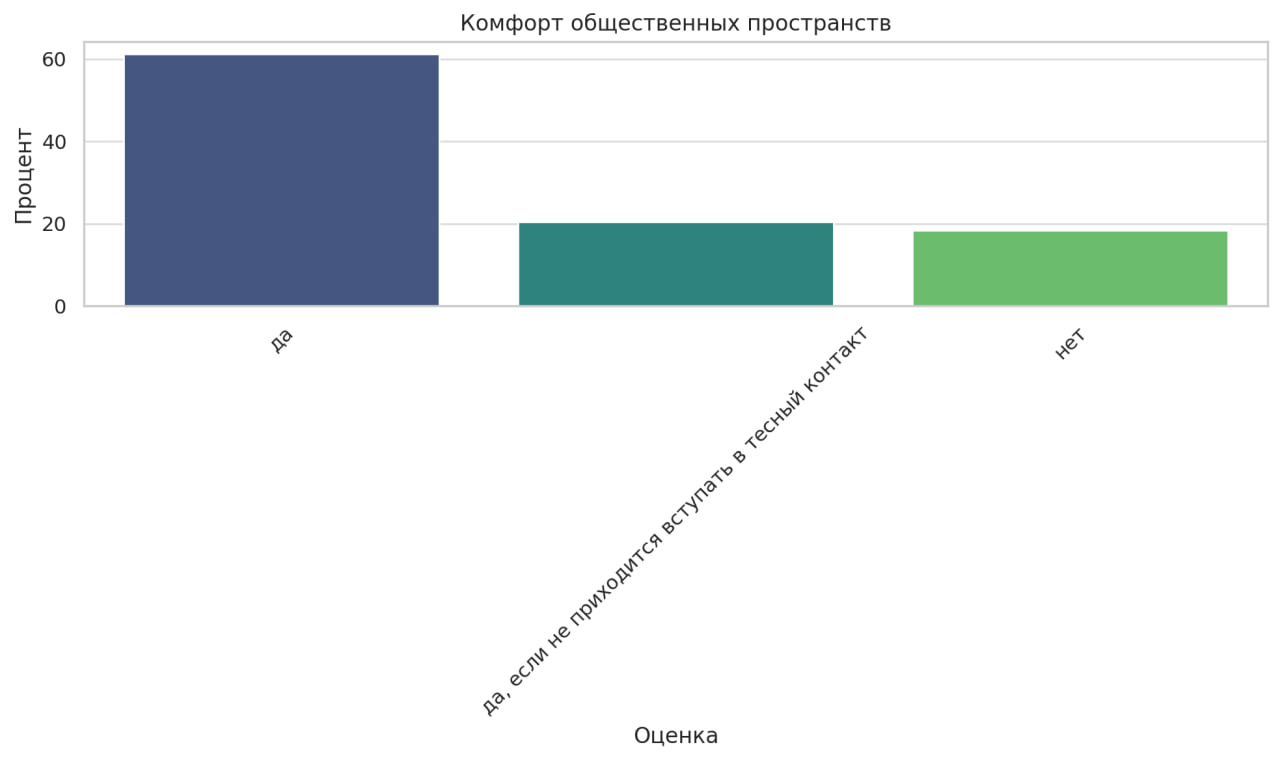 Комфорт общественных пространств
Процент
60
40
20
0
да
да, если не приходится вступать в тесный контакт
нет
Оценка